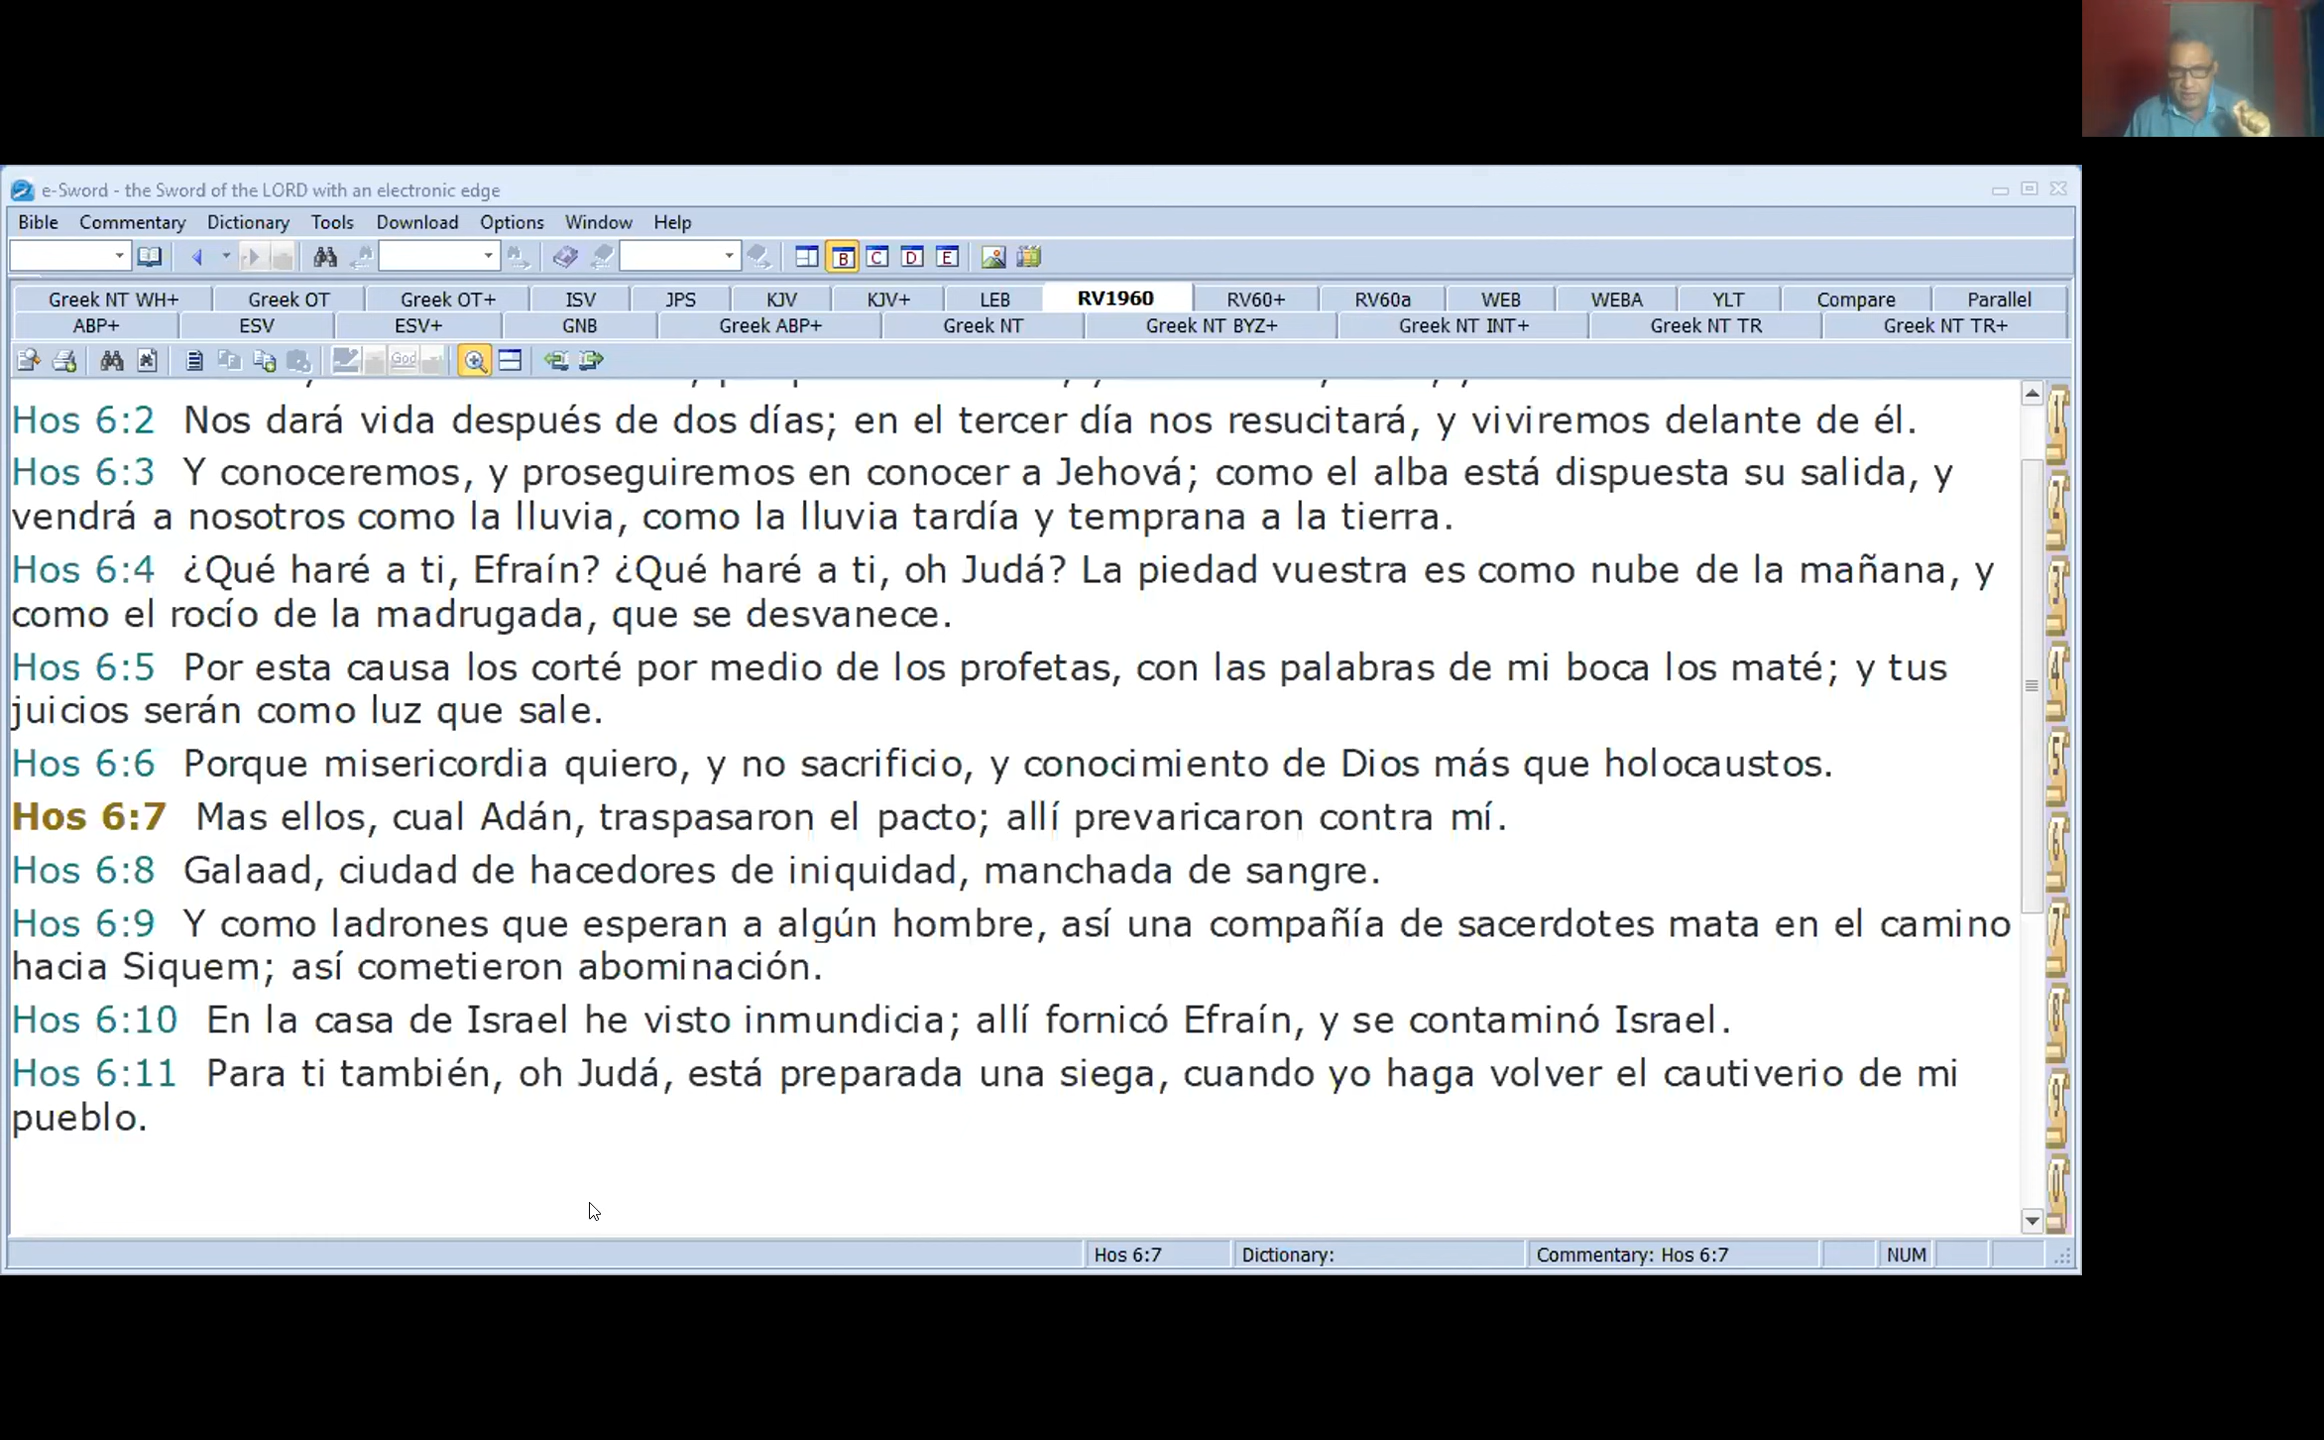 e-Sword - the Sword of the LORD with an electronic edge
Bible Commentary Dictionary Tools Download Options Window Help
B C D E
Greek NT WH+ Greek OT Greek OT+ ISV JPS KJV KJV+ LEB RV1960 RV60+ RV60a WEB WEBA YLT Compare Parallel
ABP+ ESV ESV+ GNB Greek ABP+ Greek NT Greek NT BYZ+ Greek NT INT+ Greek NT TR Greek NT TR+
God
Hos 6:2 Nos dará vida después de dos días; en el tercer día nos resucitará, y viviremos delante de él.
Hos 6:3 Y conoceremos, y proseguiremos en conocer a Jehová; como el alba está dispuesta su salida, y
vendrá a nosotros como la lluvia, como la lluvia tardía y temprana a la tierra.
Hos 6:4 ¿Qué haré a ti, Efraín? ¿Qué haré a ti, oh Judá? La piedad vuestra es como nube de la mañana, y
como el rocío de la madrugada, que se desvanece.
Hos 6:5 Por esta causa los corté por medio de los profetas, con las palabras de mi boca los maté; y tus
juicios serán como luz que sale.
Hos 6:6 Porque misericordia quiero, y no sacrificio, y conocimiento de Dios más que holocaustos.
Hos 6:7 Mas ellos, cual Adán, traspasaron el pacto; allí prevaricaron contra mí.
Hos 6:8 Galaad, ciudad de hacedores de iniquidad, manchada de sangre.
Hos 6:9 Y como ladrones que esperan a algún hombre, así una compañía de sacerdotes mata en el camino
hacia Siquem; así cometieron abominación.
Hos 6:10 En la casa de Israel he visto inmundicia; allí fornicó Efraín, y se contaminó Israel.
Hos 6:11 Para ti también, oh Judá, está preparada una siega, cuando yo haga volver el cautiverio de mi
pueblo.
1
2
3
4
5
6
7
8
9
0
Hos 6:7 Dictionary: Commentary: Hos 6:7 NUM